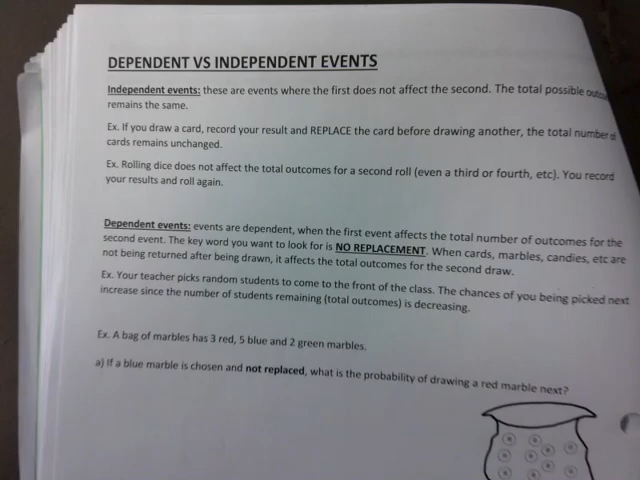 DEPENDENT VS INDEPENDENT EVENTS
Independent events: these are events where the first does not affect the second. The total possible
remains the same.
Ex. If you draw a card, record your result and REPLACE the card before drawing another, the total number of
cards remains unchanged.
Ex. Rolling dice does not affect the total outcomes for a second roll (even a third or fourth, etc). You record
your results and roll again.
Dependent events: events are dependent, when the first event affects the total number of outcomes for the
second event. The key word you want to look for is NO REPLACEMENT. When cards, marbles, candies, etc are
not being returned after being drawn, it affects the total outcomes for the second draw.
Ex. Your teacher picks random students to come to the front of the class. The chances of you being picked next
increase since the number of students remaining (total outcomes) is decreasing.
Ex. A bag of marbles has 3 red, 5 blue and 2 green marbles.
a) If a blue marble is chosen and not replaced, what is the probability of drawing a red marble next?